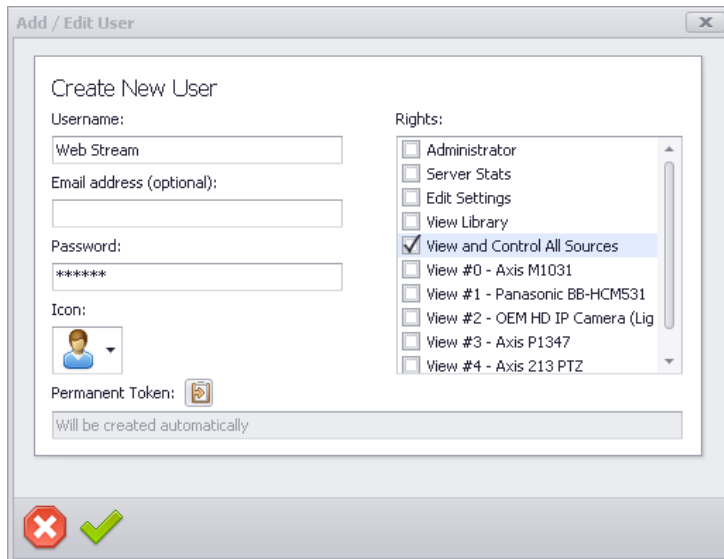 Add / Edit User
Create New User
Username:
Web Stream
Email address (optional):
Password:
******
Icon:
Permanent Token:
Will be created automatically
Rights:
Administrator
Server Stats
Edit Settings
View Library
View and Control All Sources
View #0 - Axis M1031
View #1 - Panasonic BB-HCM531
View #2 - OEM HD IP Camera (Lig
View #3 - Axis P1347
View #4 - Axis 213 PTZ